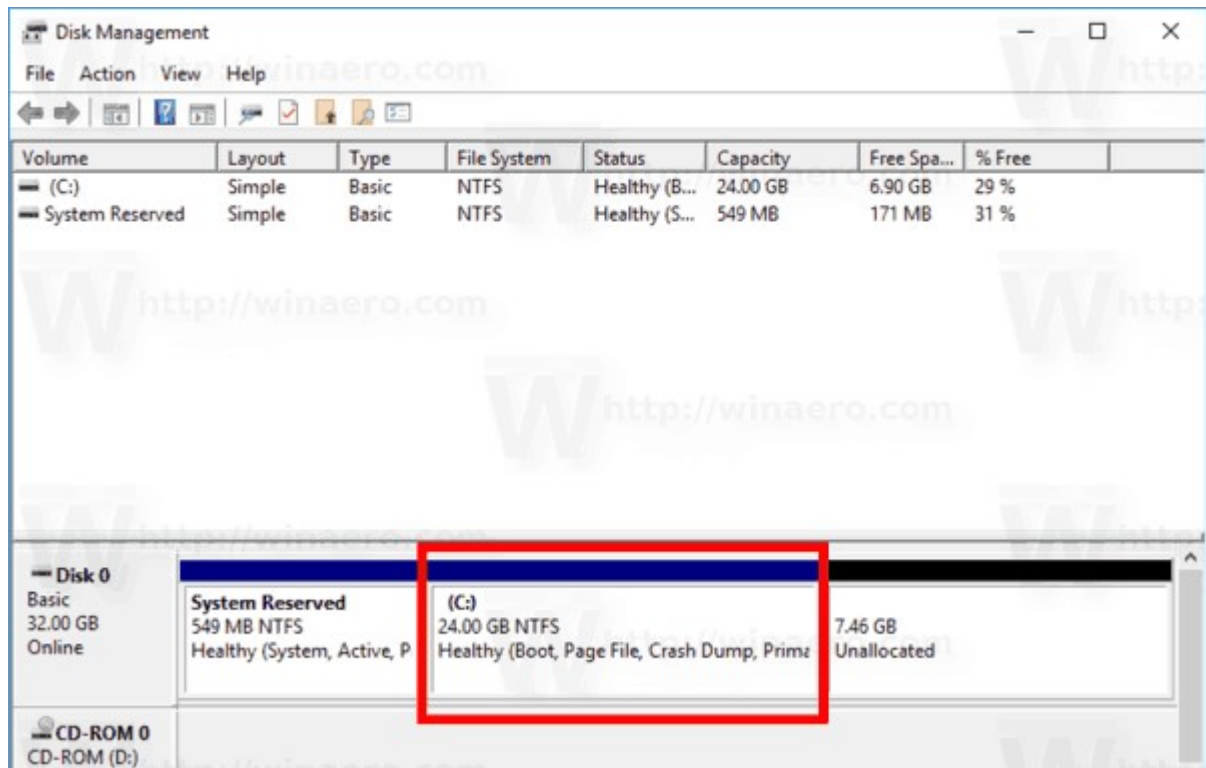 Disk Management
File Action View Help
Volume Layout Type File System Status Capacity Free Spa... % Free
(C:) Simple Basic NTFS Healthy (B... 24.00 GB 6.90 GB 29 %
System Reserved Simple Basic NTFS Healthy (S... 549 MB 171 MB 31 %
http://winaero.com
http://winaero.com
Disk 0
Basic
32.00 GB
Online
System Reserved
549 MB NTFS
Healthy (System, Active, P
(C:)
24.00 GB NTFS
Healthy (Boot, Page File, Crash Dump, Prima
7.46 GB
Unallocated
CD-ROM 0
CD-ROM (D:)